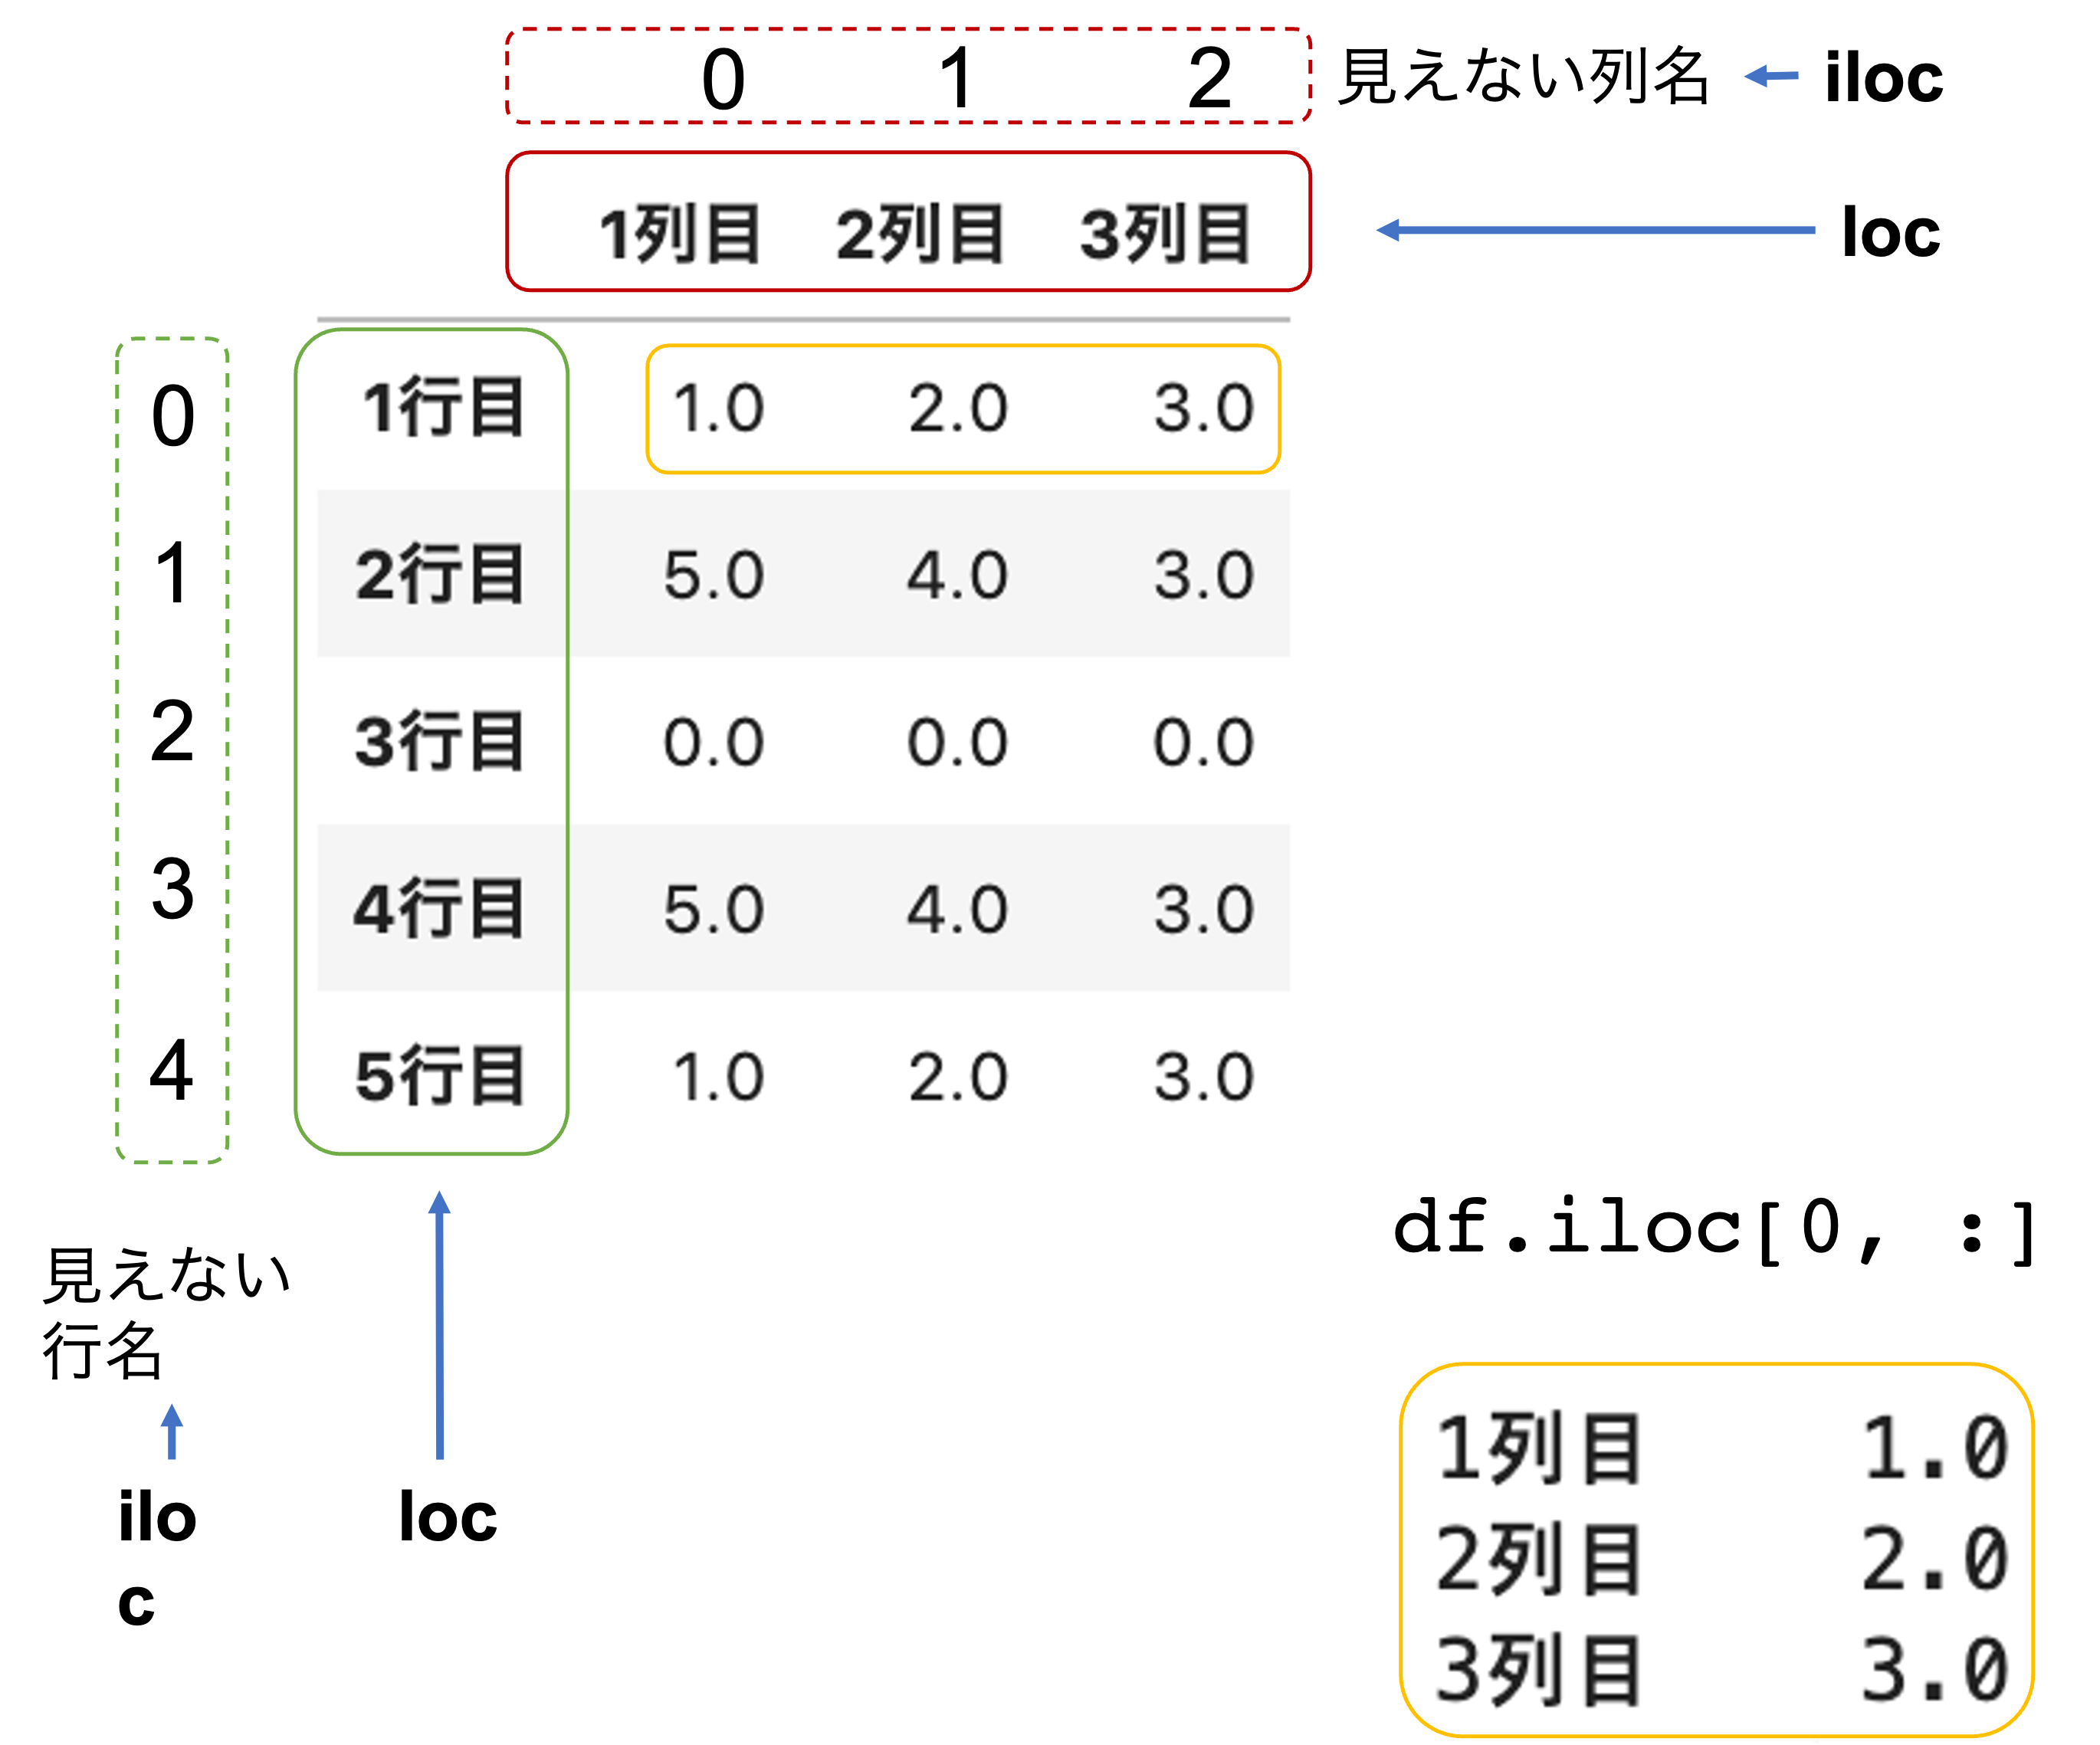 0 1 2 見えない列名 iloc
1列目 2列目 3列目 loc
0 1行目 1.0 2.0 3.0
1 2行目 5.0 4.0 3.0
2 3行目 0.0 0.0 0.0
3 4行目 5.0 4.0 3.0
4 5行目 1.0 2.0 3.0
見えない
行名
ilo
c
loc
df.iloc[0, :]
1列目 1.0
2列目 2.0
3列目 3.0